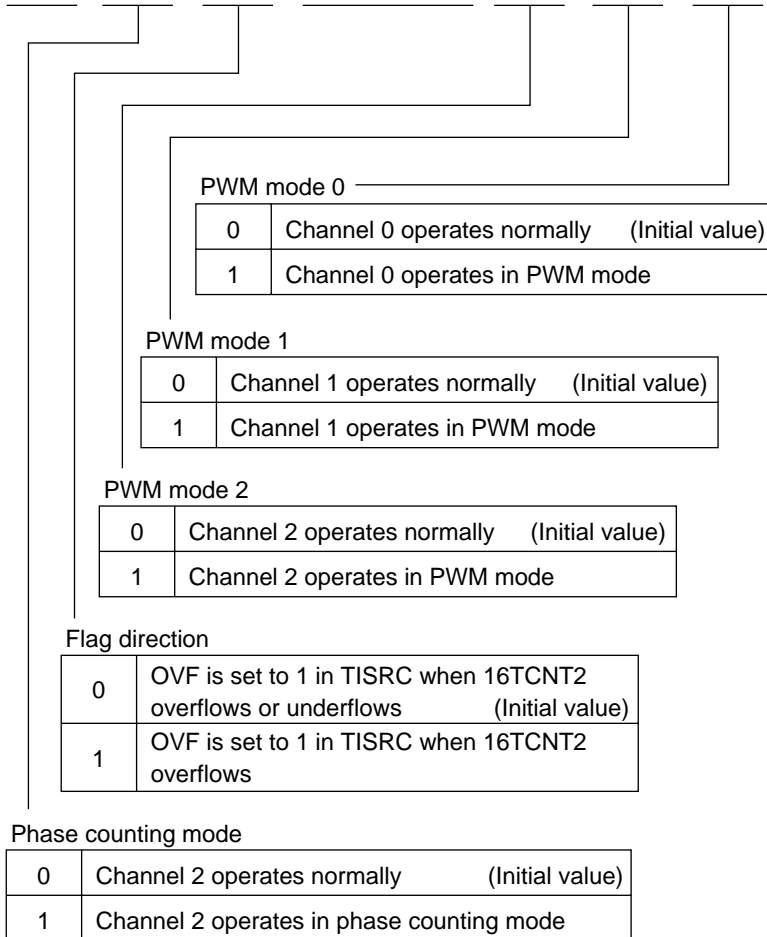 PWM mode 0
0 Channel 0 operates normally (Initial value)
1 Channel 0 operates in PWM mode
PWM mode 1
0 Channel 1 operates normally (Initial value)
1 Channel 1 operates in PWM mode
PWM mode 2
0 Channel 2 operates normally (Initial value)
1 Channel 2 operates in PWM mode
Flag direction
0 OVF is set to 1 in TISRC when 16TCNT2
overflows or underflows (Initial value)
1 OVF is set to 1 in TISRC when 16TCNT2
overflows
Phase counting mode
0 Channel 2 operates normally (Initial value)
1 Channel 2 operates in phase counting mode